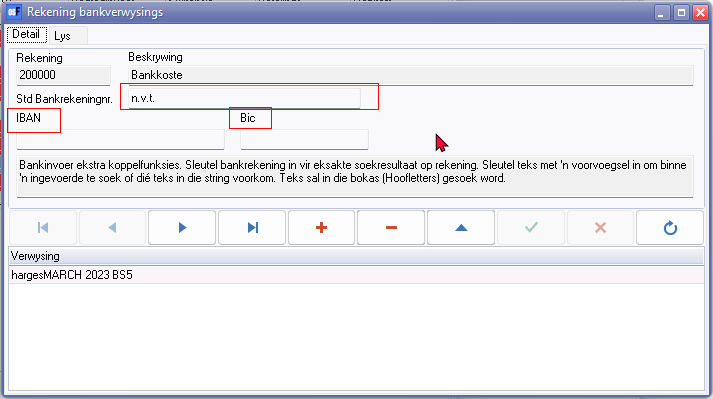 Rekening bankverwysings
Detail Lys
Rekening Beskrywing
200000 Bankkoste
Std Bankrekeningnr. n.v.t.
IBAN Bic
Bankinvoer ekstra koppelfunksies. Sleutel bankrekening in vir eksakte soekresultaat op rekening. Sleutel teks met 'n voorvoegsel in om binne
'n ingevoerde te soek of dié teks in die string voorkom. Teks sal in die bokas (Hoofletters) gesoek word.
Verwysing
hargesMARCH 2023 BS5